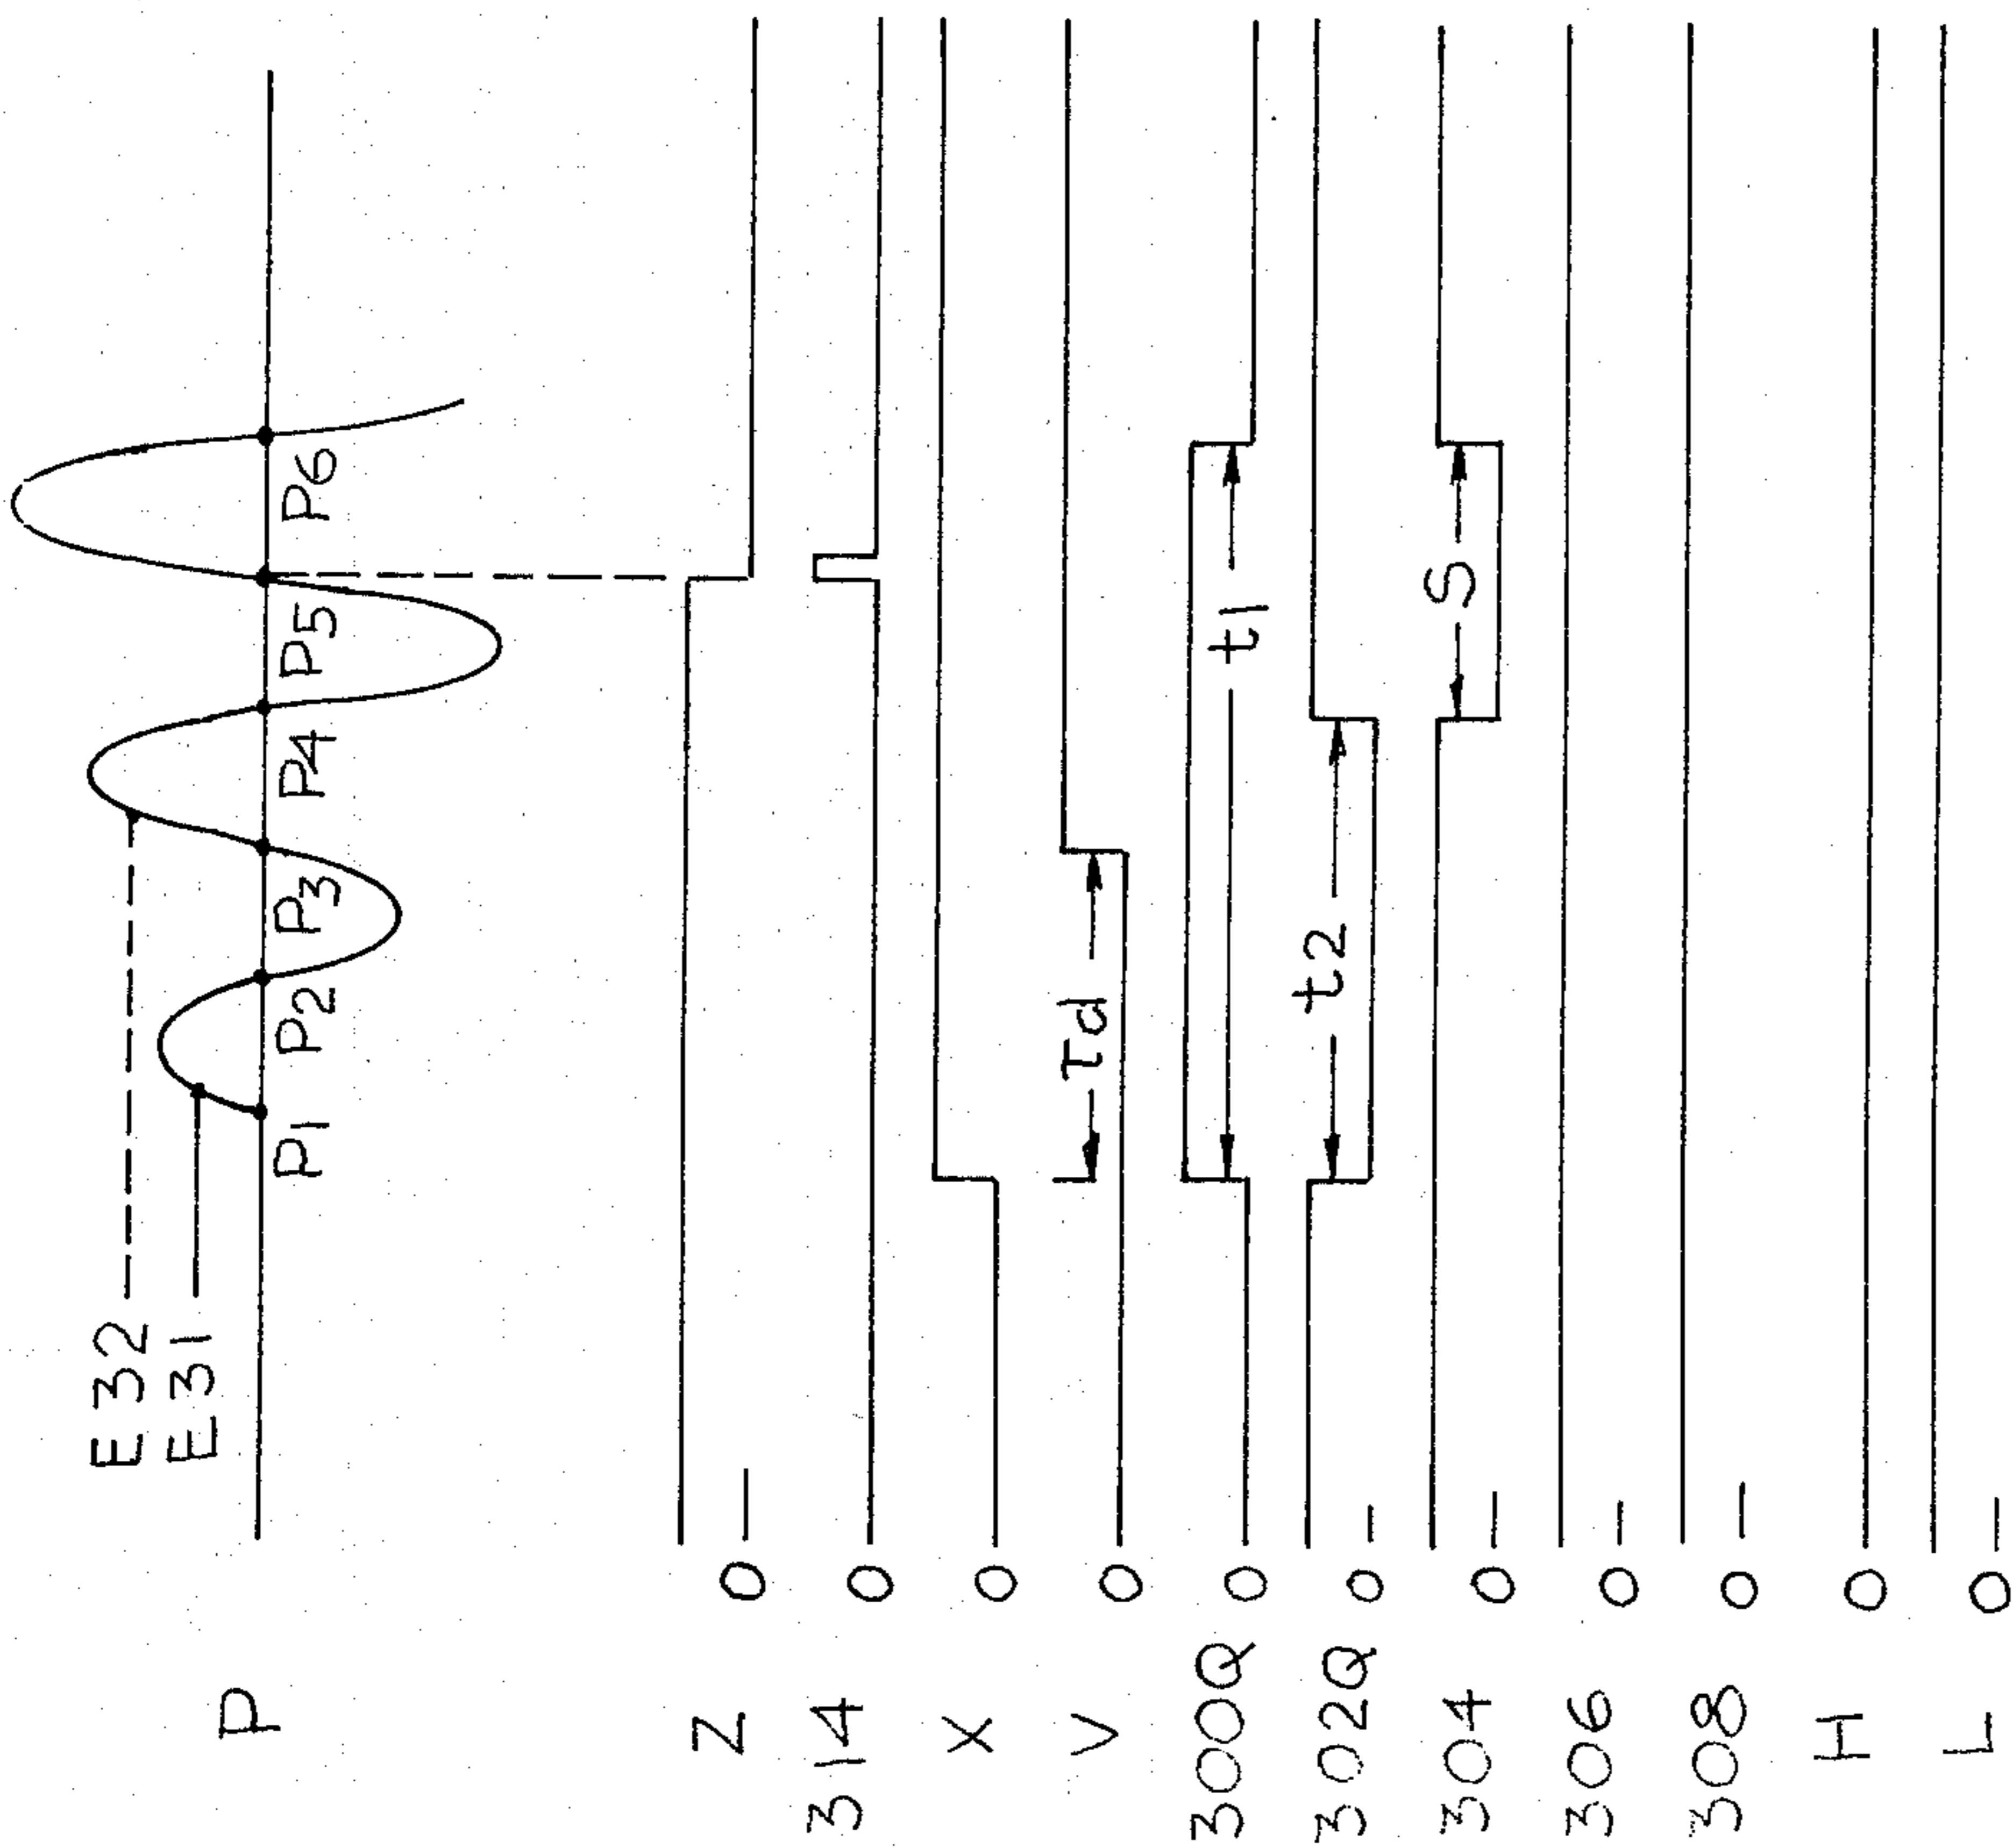 E32
E31
P
P1 P2 P3 P4 P5 P6
Z 0
314 0
X 0
V 0 τd
300Q 0 t1
302Q 0 t2
304 0 S
306 0
308 0
H 0
L 0